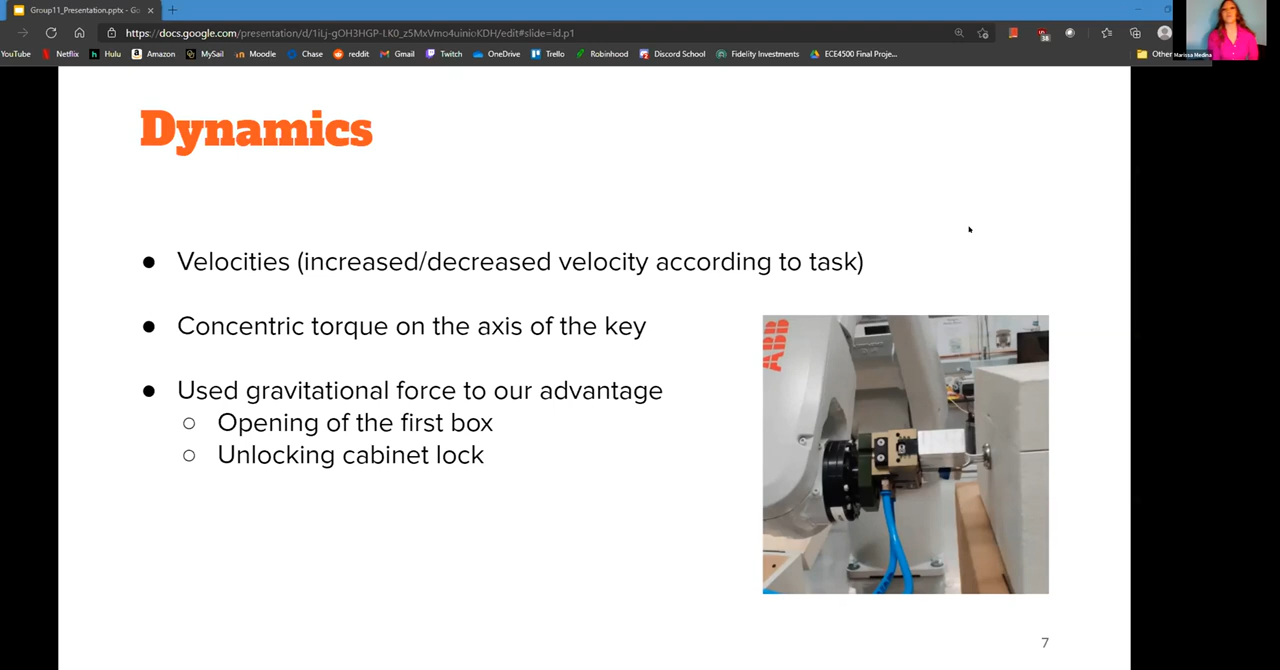 Group11_Presentation.pptx - Go
https://docs.google.com/presentation/d/1iLj-gOH3HGP-LK0_z5MxVmo4uinioKDH/edit#slide=id.p1
38
YouTube Netflix Hulu Amazon MySail Moodle Chase reddit Gmail Twitch OneDrive Trello Robinhood Discord School Fidelity Investments ECE4500 Final Proje... Other
Marissa Medina
Dynamics
● Velocities (increased/decreased velocity according to task)
● Concentric torque on the axis of the key
● Used gravitational force to our advantage
○ Opening of the first box
○ Unlocking cabinet lock
ABB
7